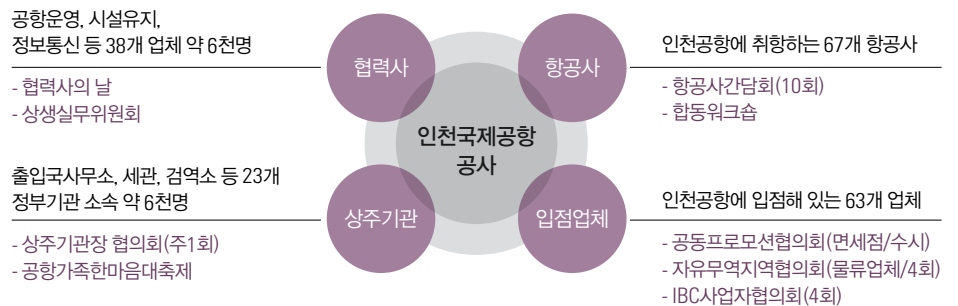 공항운영, 시설유지,
정보통신 등 38개 업체 약 6천명
- 협력사의 날
- 상생실무위원회
협력사
항공사
인천공항에 취항하는 67개 항공사
- 항공사간담회(10회)
- 합동워크숍
인천국제공항
공사
출입국사무소, 세관, 검역소 등 23개
정부기관 소속 약 6천명
- 상주기관장 협의회(주1회)
- 공항가족한마음대축제
상주기관
입점업체
인천공항에 입점해 있는 63개 업체
- 공동프로모션협의회(면세점/수시)
- 자유무역지역협의회(물류업체/4회)
- IBC사업자협의회(4회)